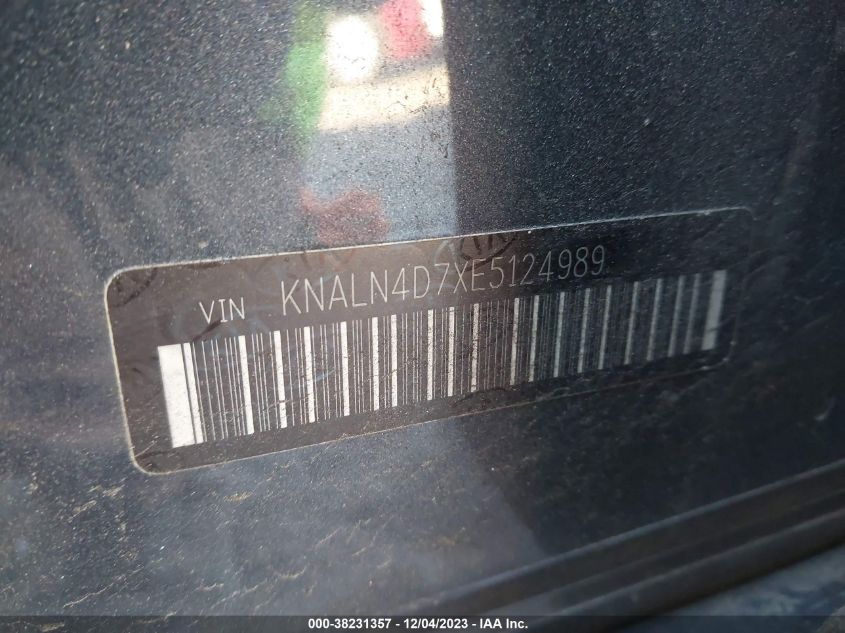 VIN KNALN4D7XE5124989
000-38231357 - 12/04/2023 - IAA Inc.